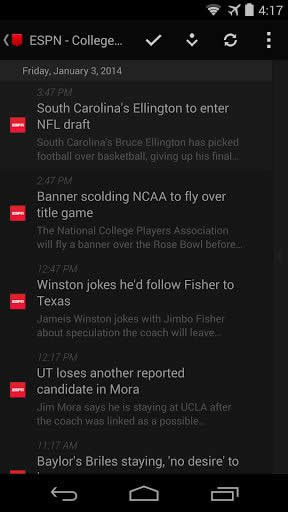 4:17
ESPN - College...
Friday, January 3, 2014
3:47 PM
South Carolina's Ellington to enter
NFL draft
ESPN
South Carolina's Bruce Ellington has picked
football over basketball, giving up his final...
2:47 PM
Banner scolding NCAA to fly over
title game
ESPN
The National College Players Association
will fly a banner over the Rose Bowl before...
12:47 PM
Winston jokes he'd follow Fisher to
Texas
ESPN
Jameis Winston jokes with Jimbo Fisher
about speculation the coach will leave...
12:17 PM
UT loses another reported
candidate in Mora
ESPN
Jim Mora says he is staying at UCLA after
the coach was linked as a possible...
11:17 AM
Baylor's Briles staying, 'no desire' to
ESPN